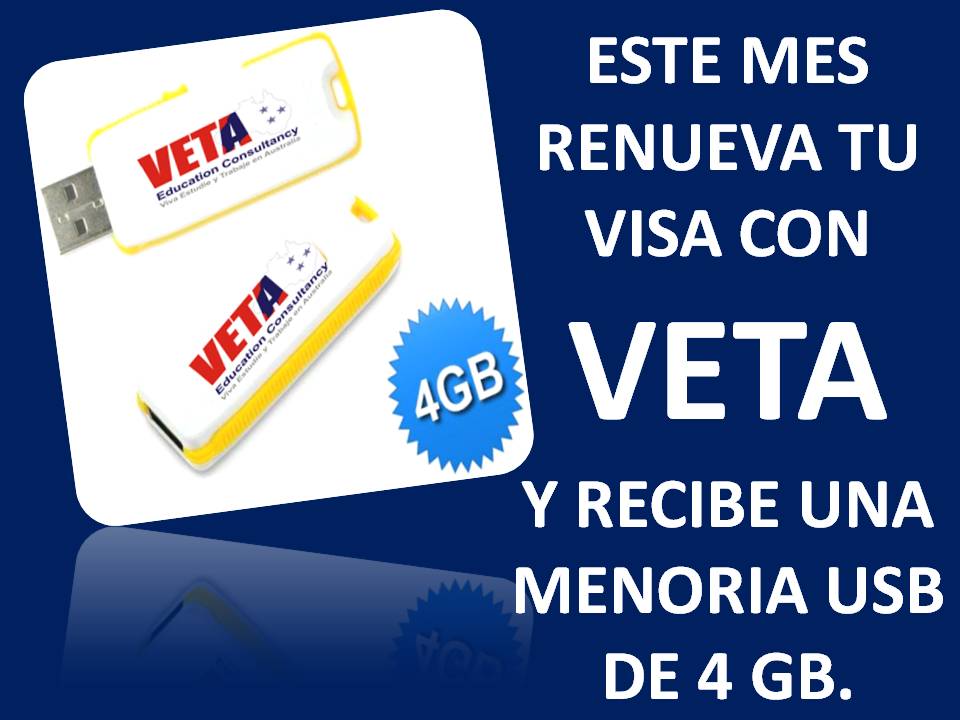 VETA
Education Consultancy
Viva Estudie y Trabaje en Australia
VETA
Education Consultancy
Viva Estudie y Trabaje en Australia
4GB
4GB
ESTE MES
RENUEVA TU
VISA CON
VETA
Y RECIBE UNA
MENORIA USB
DE 4 GB.